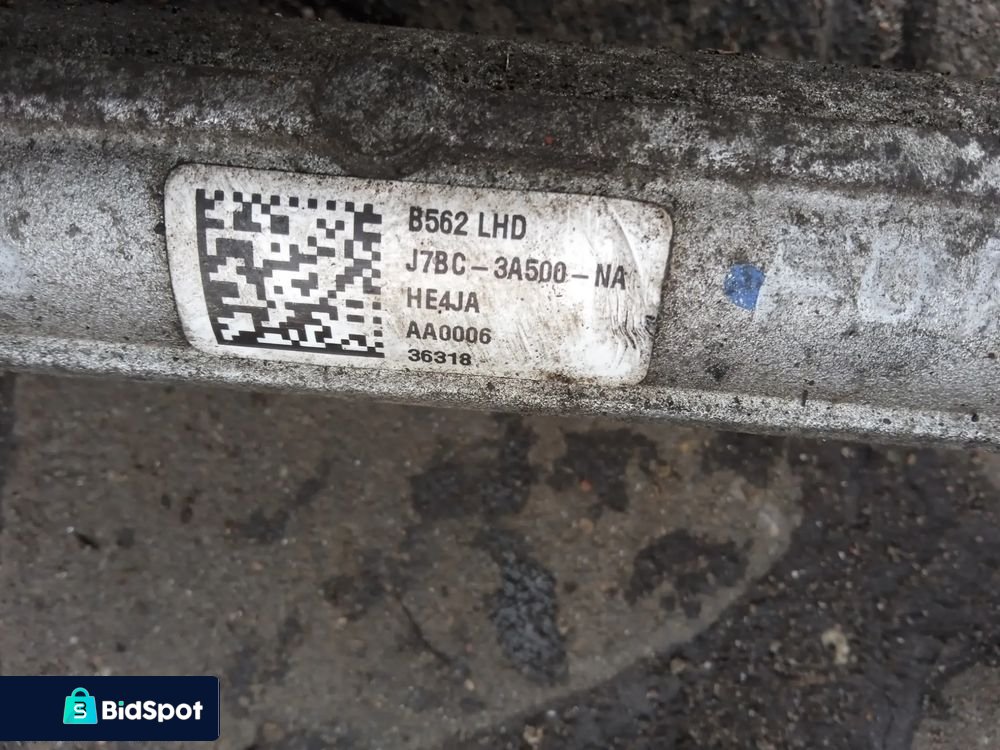 B562 LHD
J7BC-3A500-NA
HE4JA
AA0006
36318
BidSpot